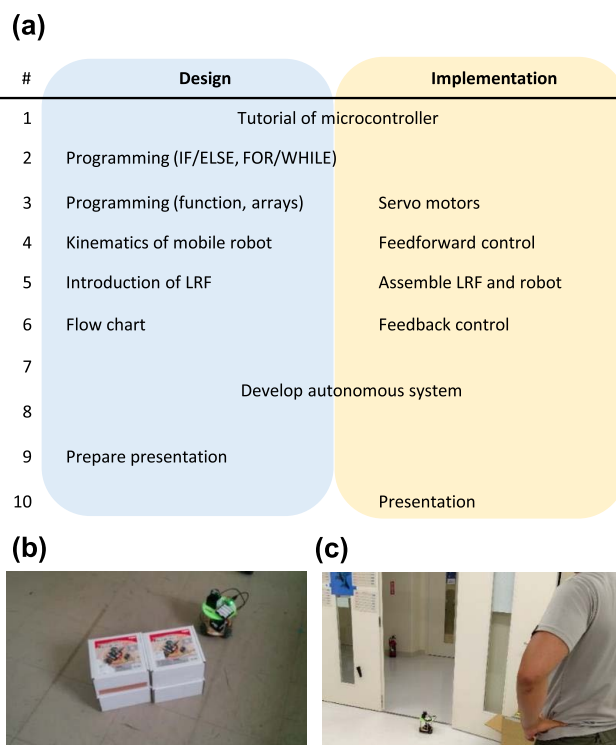 (a)
# Design Implementation
1 Tutorial of microcontroller
2 Programming (IF/ELSE, FOR/WHILE)
3 Programming (function, arrays) Servo motors
4 Kinematics of mobile robot Feedforward control
5 Introduction of LRF Assemble LRF and robot
6 Flow chart Feedback control
7
Develop autonomous system
8
9 Prepare presentation
10 Presentation
(b) (c)